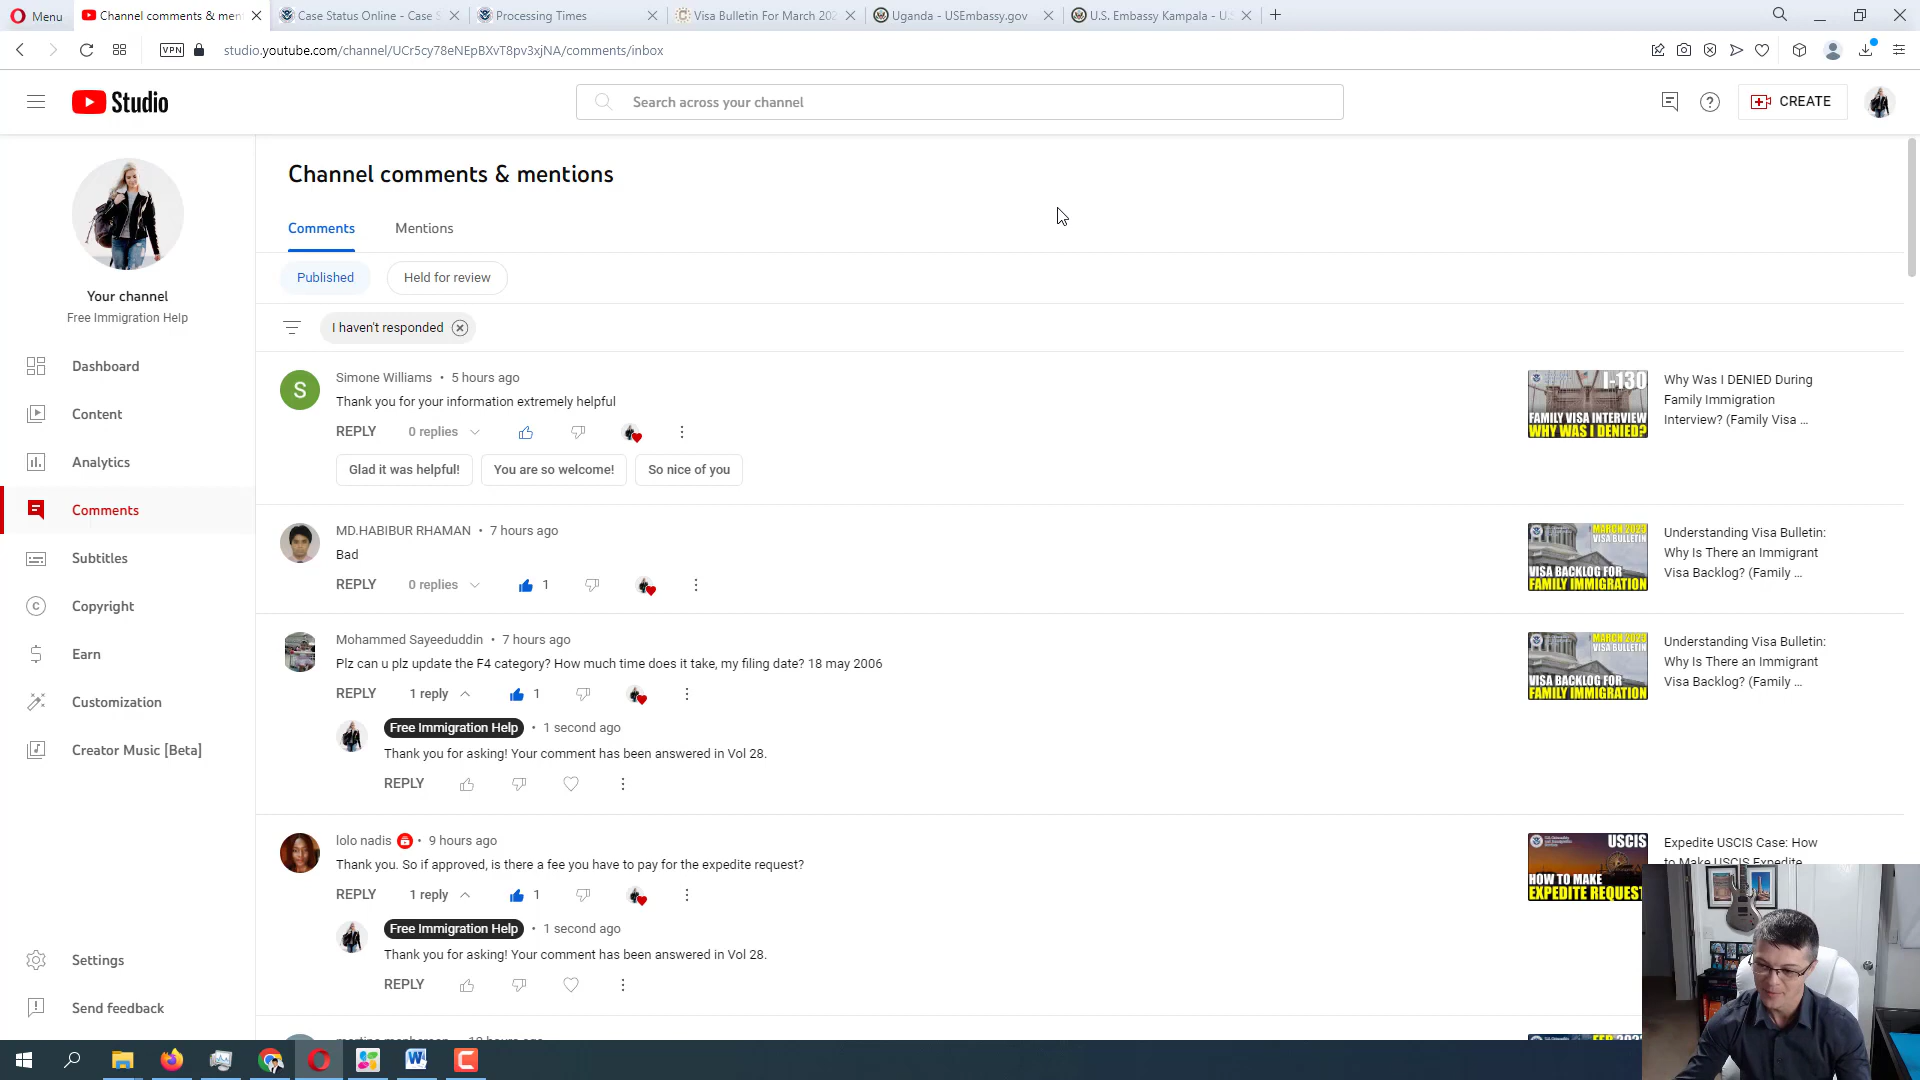 Menu
Channel comments & men
Case Status Online - Case S
Processing Times
Visa Bulletin For March 202
Uganda - USEmbassy.gov
U.S. Embassy Kampala - U.S
VPN
studio.youtube.com/channel/UCr5cy78eNEpBXvT8pv3xjNA/comments/inbox
Studio
Search across your channel
CREATE
Your channel
Free Immigration Help
Dashboard
Content
Analytics
Comments
Subtitles
Copyright
Earn
Customization
Creator Music [Beta]
Settings
Send feedback
Channel comments & mentions
Comments
Mentions
Published
Held for review
I haven't responded
S
Simone Williams • 5 hours ago
Thank you for your information extremely helpful
REPLY
0 replies
Glad it was helpful!
You are so welcome!
So nice of you
I-130
FAMILY VISA INTERVIEW
WHY WAS I DENIED?
Why Was I DENIED During
Family Immigration
Interview? (Family Visa ...
MD.HABIBUR RHAMAN • 7 hours ago
Bad
REPLY
0 replies
1
MARCH 2023
VISA BULLETIN
VISA BACKLOG FOR
FAMILY IMMIGRATION
Understanding Visa Bulletin:
Why Is There an Immigrant
Visa Backlog? (Family ...
Mohammed Sayeeduddin • 7 hours ago
Plz can u plz update the F4 category? How much time does it take, my filing date? 18 may 2006
REPLY
1 reply
1
Free Immigration Help • 1 second ago
Thank you for asking! Your comment has been answered in Vol 28.
REPLY
MARCH 2023
VISA BULLETIN
VISA BACKLOG FOR
FAMILY IMMIGRATION
Understanding Visa Bulletin:
Why Is There an Immigrant
Visa Backlog? (Family ...
lolo nadis • 9 hours ago
Thank you. So if approved, is there a fee you have to pay for the expedite request?
REPLY
1 reply
1
Free Immigration Help • 1 second ago
Thank you for asking! Your comment has been answered in Vol 28.
REPLY
USCIS
HOW TO MAKE
EXPEDITE REQUEST
Expedite USCIS Case: How
to Make USCIS Expedite